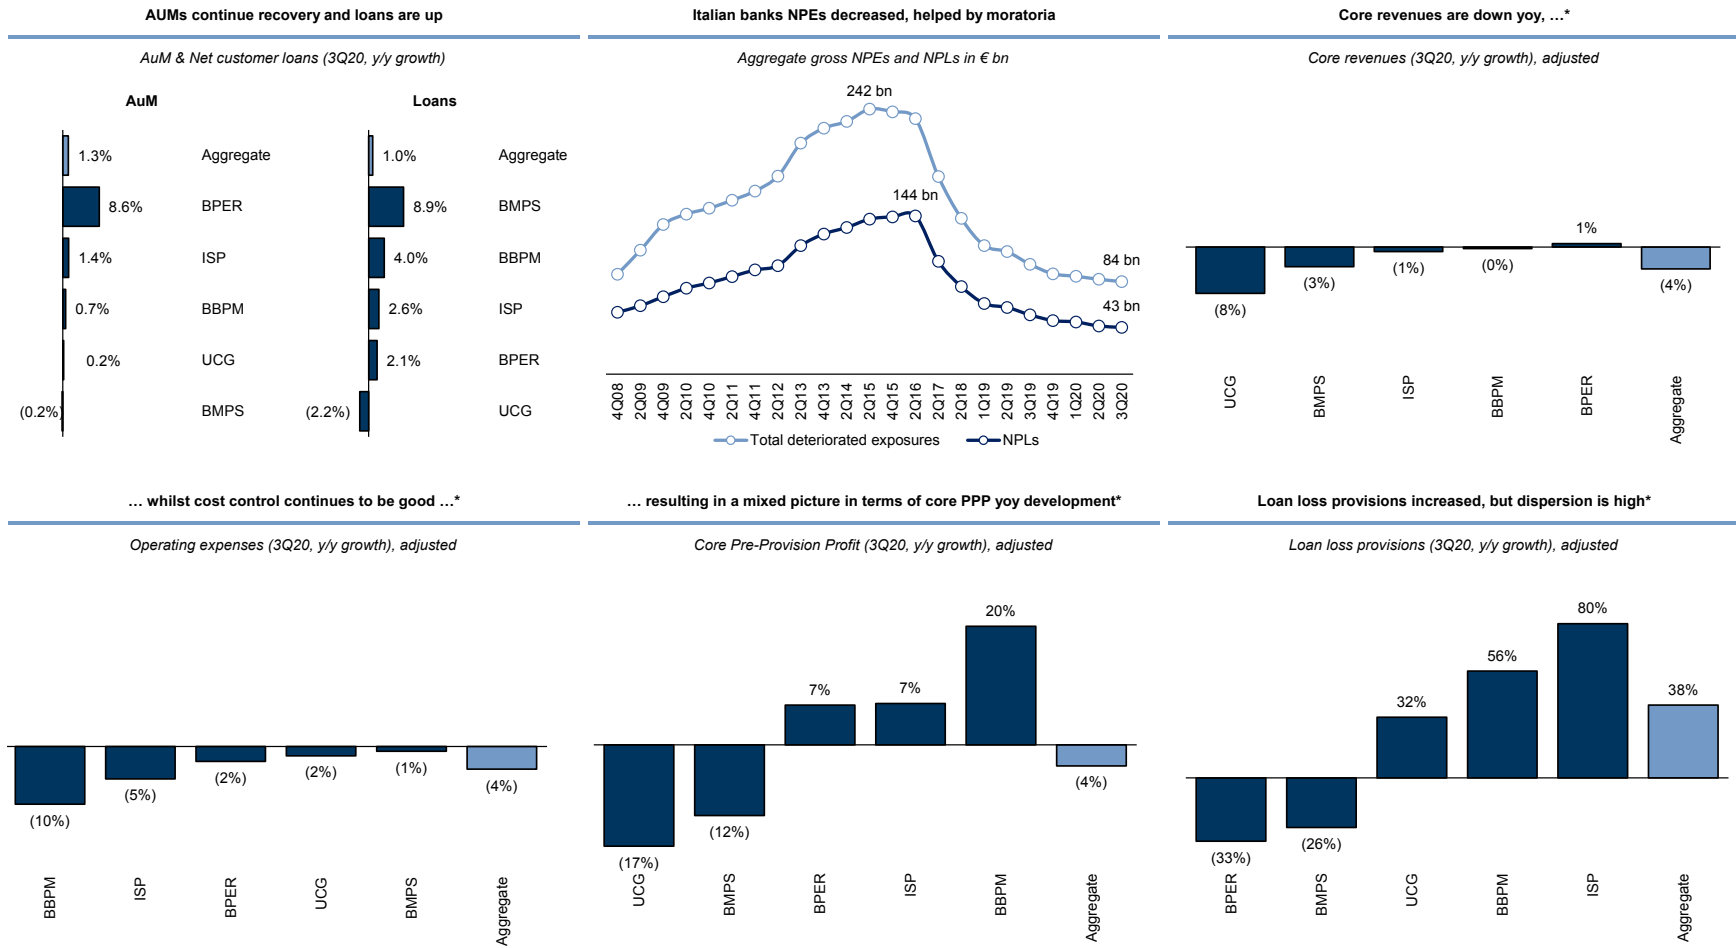 AUMs continue recovery and loans are up
AuM & Net customer loans (3Q20, y/y growth)
AuM
Loans
1.3% Aggregate 1.0% Aggregate
8.6% BPER 8.9% BMPS
1.4% ISP 4.0% BBPM
0.7% BBPM 2.6% ISP
0.2% UCG 2.1% BPER
(0.2%) BMPS (2.2%) UCG
Italian banks NPEs decreased, helped by moratoria
Aggregate gross NPEs and NPLs in € bn
242 bn
144 bn
84 bn
43 bn
4Q08
2Q09
4Q09
2Q10
4Q10
2Q11
4Q11
2Q12
2Q13
4Q13
2Q14
2Q15
4Q15
2Q16
2Q17
2Q18
1Q19
2Q19
3Q19
4Q19
1Q20
2Q20
3Q20
Total deteriorated exposures
NPLs
Core revenues are down yoy, …*
Core revenues (3Q20, y/y growth), adjusted
(8%)
(3%)
(1%)
(0%)
1%
(4%)
UCG
BMPS
ISP
BBPM
BPER
Aggregate
… whilst cost control continues to be good …*
Operating expenses (3Q20, y/y growth), adjusted
(10%)
(5%)
(2%)
(2%)
(1%)
(4%)
BBPM
ISP
BPER
UCG
BMPS
Aggregate
… resulting in a mixed picture in terms of core PPP yoy development*
Core Pre-Provision Profit (3Q20, y/y growth), adjusted
(17%)
(12%)
7%
7%
20%
(4%)
UCG
BMPS
BPER
ISP
BBPM
Aggregate
Loan loss provisions increased, but dispersion is high*
Loan loss provisions (3Q20, y/y growth), adjusted
(33%)
(26%)
32%
56%
80%
38%
BPER
BMPS
UCG
BBPM
ISP
Aggregate